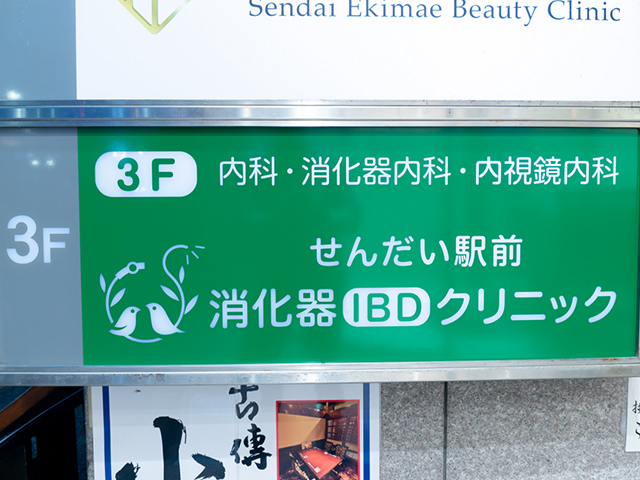 Sendai Ekimae Beauty Clinic
3F 内科・消化器内科・内視鏡内科
3F
せんだい駅前
消化器IBDクリニック